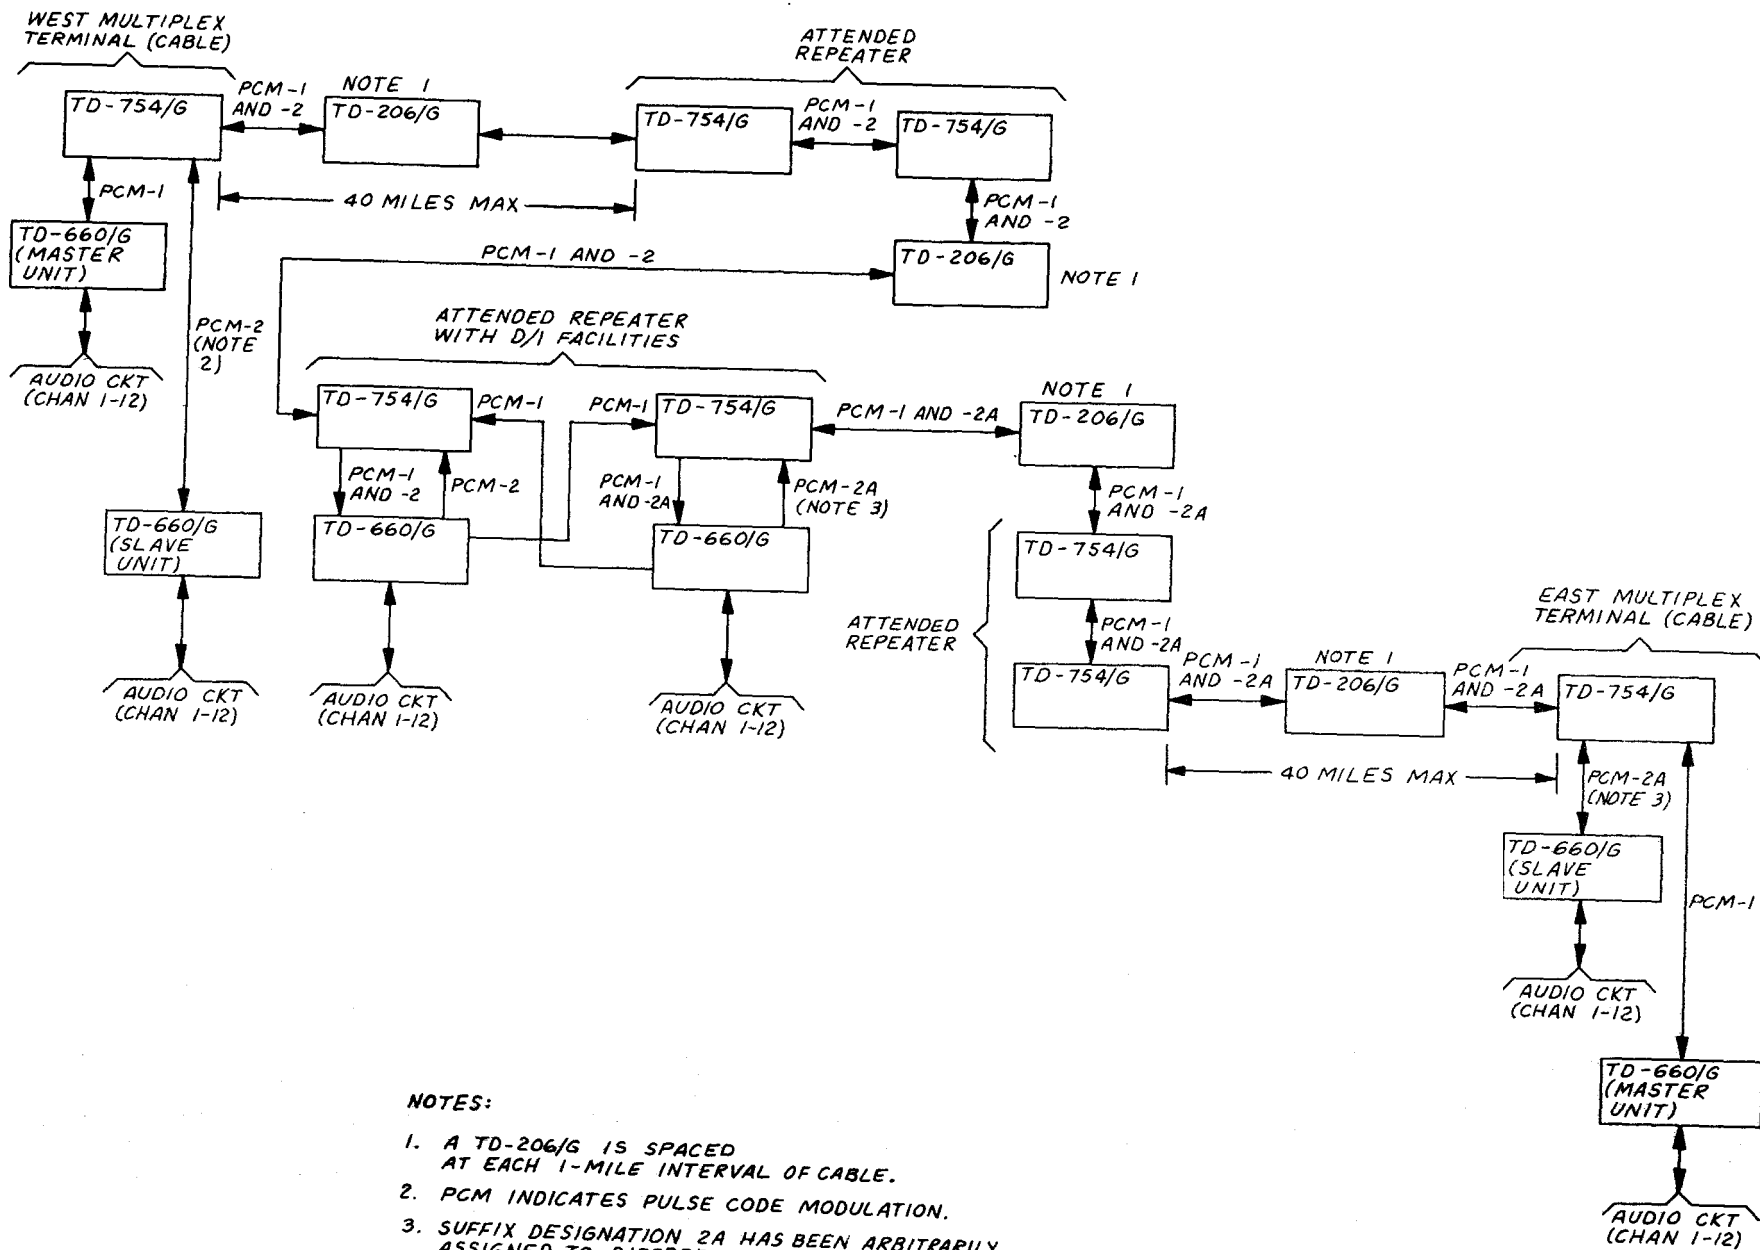 WEST MULTIPLEX
TERMINAL (CABLE)
TD-754/G
PCM-1
AND -2
NOTE 1
TD-206/G
ATTENDED
REPEATER
TD-754/G
PCM-1
AND -2
TD-754/G
PCM-1
40 MILES MAX
PCM-1
AND -2
TD-660/G
(MASTER
UNIT)
PCM-1 AND -2
TD-206/G
NOTE 1
PCM-2
(NOTE
2)
AUDIO CKT
(CHAN 1-12)
ATTENDED REPEATER
WITH D/I FACILITIES
TD-754/G
PCM-1
PCM-1
TD-754/G
PCM-1 AND -2A
NOTE 1
TD-206/G
PCM-1
AND -2
PCM-2
PCM-1
AND -2A
PCM-2A
(NOTE 3)
PCM-1
AND -2A
TD-660/G
(SLAVE
UNIT)
TD-660/G
TD-660/G
TD-754/G
AUDIO CKT
(CHAN 1-12)
AUDIO CKT
(CHAN 1-12)
AUDIO CKT
(CHAN 1-12)
ATTENDED
REPEATER
PCM-1
AND -2A
TD-754/G
PCM-1
AND -2A
NOTE 1
TD-206/G
PCM-1
AND -2A
EAST MULTIPLEX
TERMINAL (CABLE)
TD-754/G
40 MILES MAX
PCM-2A
(NOTE 3)
TD-660/G
(SLAVE
UNIT)
PCM-1
AUDIO CKT
(CHAN 1-12)
TD-660/G
(MASTER
UNIT)
AUDIO CKT
(CHAN 1-12)
NOTES:
1. A TD-206/G IS SPACED
AT EACH 1-MILE INTERVAL OF CABLE.
2. PCM INDICATES PULSE CODE MODULATION.
3. SUFFIX DESIGNATION 2A HAS BEEN ARBITRARILY